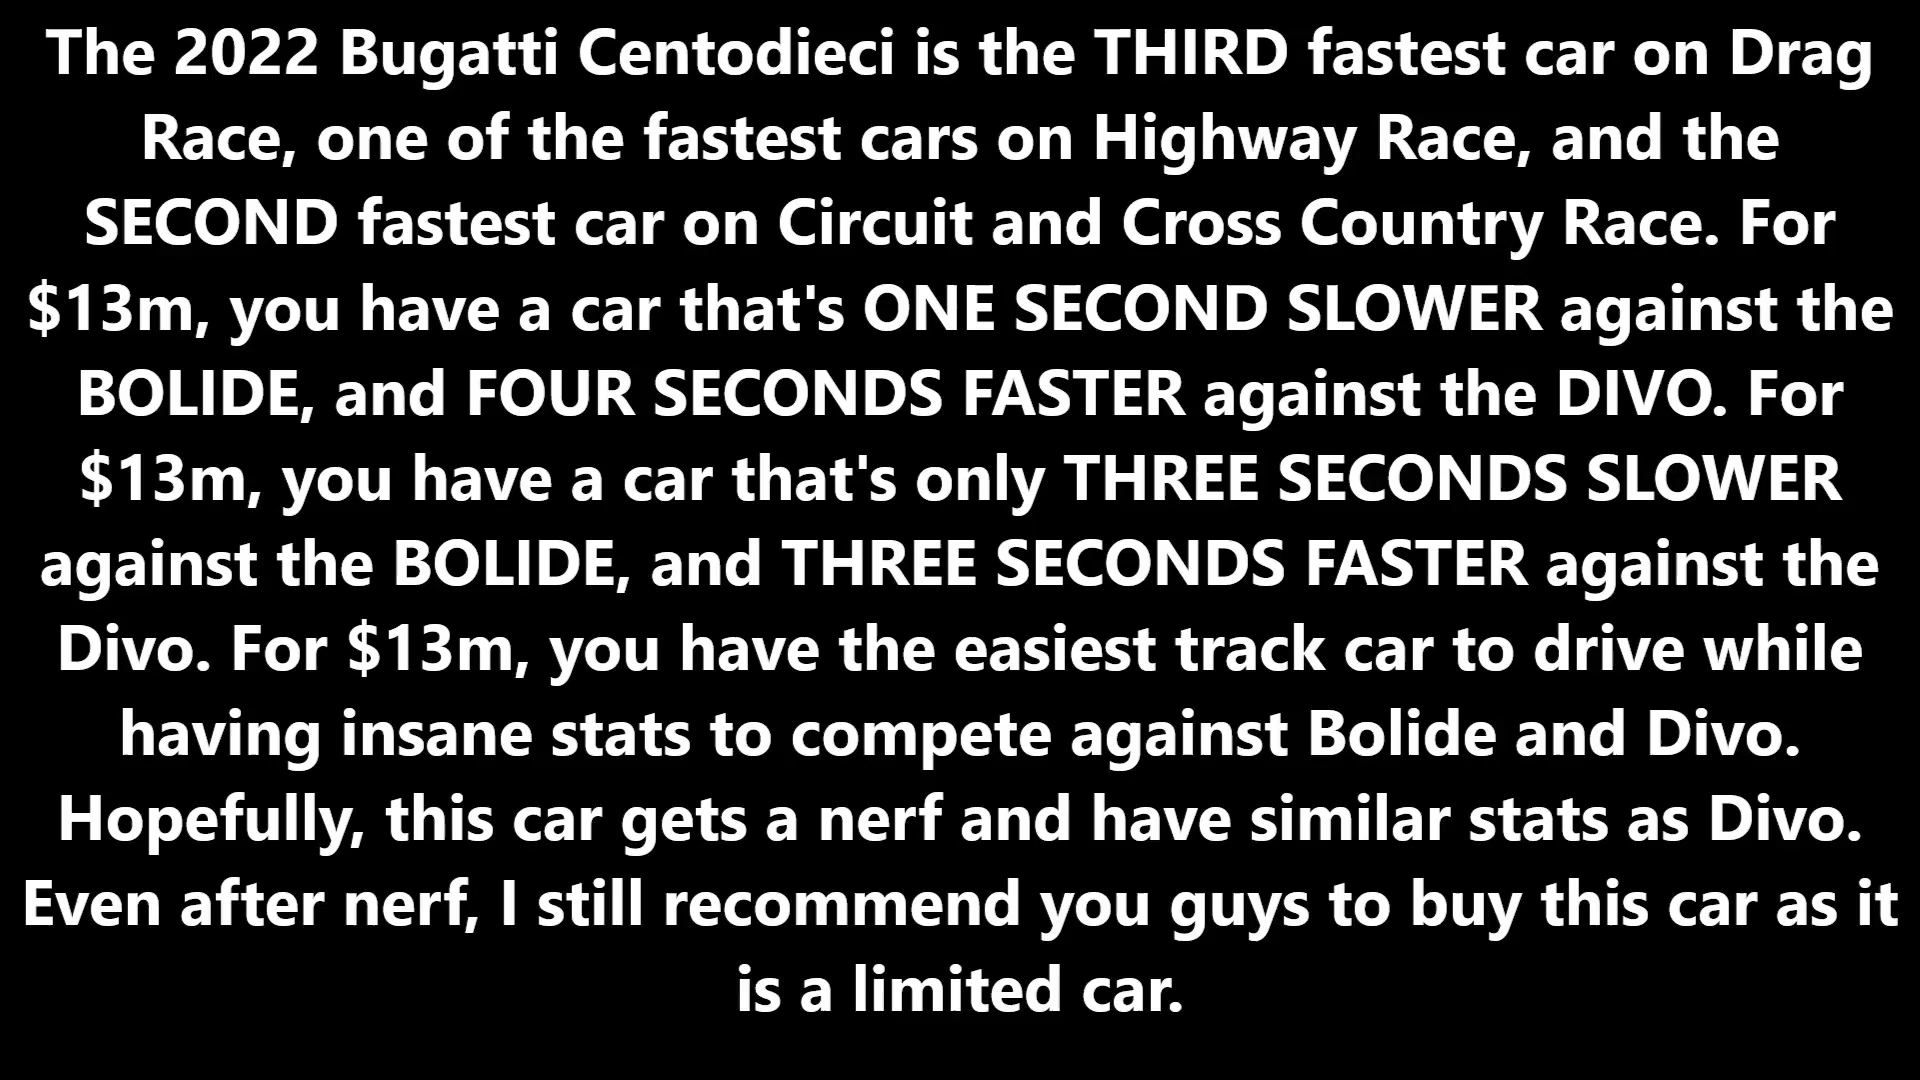 The 2022 Bugatti Centodieci is the THIRD fastest car on Drag
Race, one of the fastest cars on Highway Race, and the
SECOND fastest car on Circuit and Cross Country Race. For
$13m, you have a car that's ONE SECOND SLOWER against the
BOLIDE, and FOUR SECONDS FASTER against the DIVO. For
$13m, you have a car that's only THREE SECONDS SLOWER
against the BOLIDE, and THREE SECONDS FASTER against the
Divo. For $13m, you have the easiest track car to drive while
having insane stats to compete against Bolide and Divo.
Hopefully, this car gets a nerf and have similar stats as Divo.
Even after nerf, I still recommend you guys to buy this car as it
is a limited car.